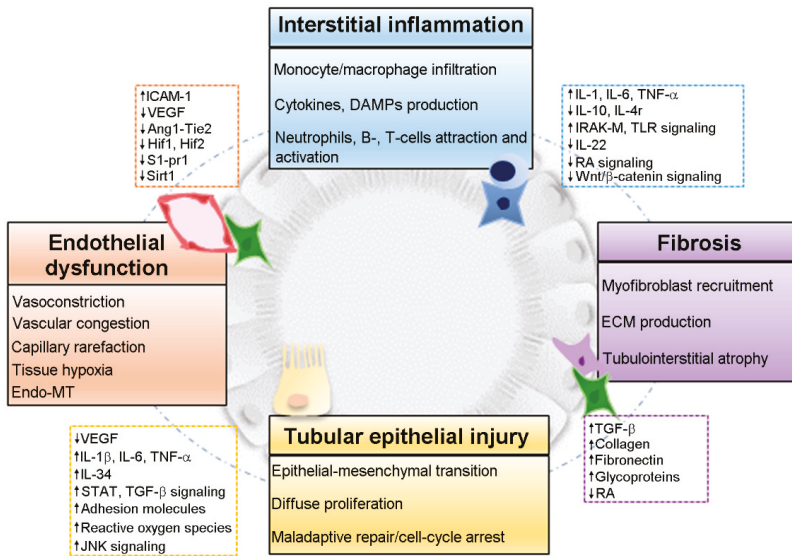 Interstitial inflammation
Monocyte/macrophage infiltration
Cytokines, DAMPs production
Neutrophils, B-, T-cells attraction and
activation
↑ICAM-1
↓VEGF
↓Ang1-Tie2
↓Hif1, Hif2
↓S1-pr1
↓Sirt1
↑IL-1, IL-6, TNF-α
↓IL-10, IL-4r
↑IRAK-M, TLR signaling
↓IL-22
↓RA signaling
↓Wnt/β-catenin signaling
Endothelial
dysfunction
Vasoconstriction
Vascular congestion
Capillary rarefaction
Tissue hypoxia
Endo-MT
Fibrosis
Myofibroblast recruitment
ECM production
Tubulointerstitial atrophy
↓VEGF
↑IL-1β, IL-6, TNF-α
↑IL-34
↑STAT, TGF-β signaling
↑Adhesion molecules
↑Reactive oxygen species
↑JNK signaling
Tubular epithelial injury
Epithelial-mesenchymal transition
Diffuse proliferation
Maladaptive repair/cell-cycle arrest
↑TGF-β
↑Collagen
↑Fibronectin
↑Glycoproteins
↓RA